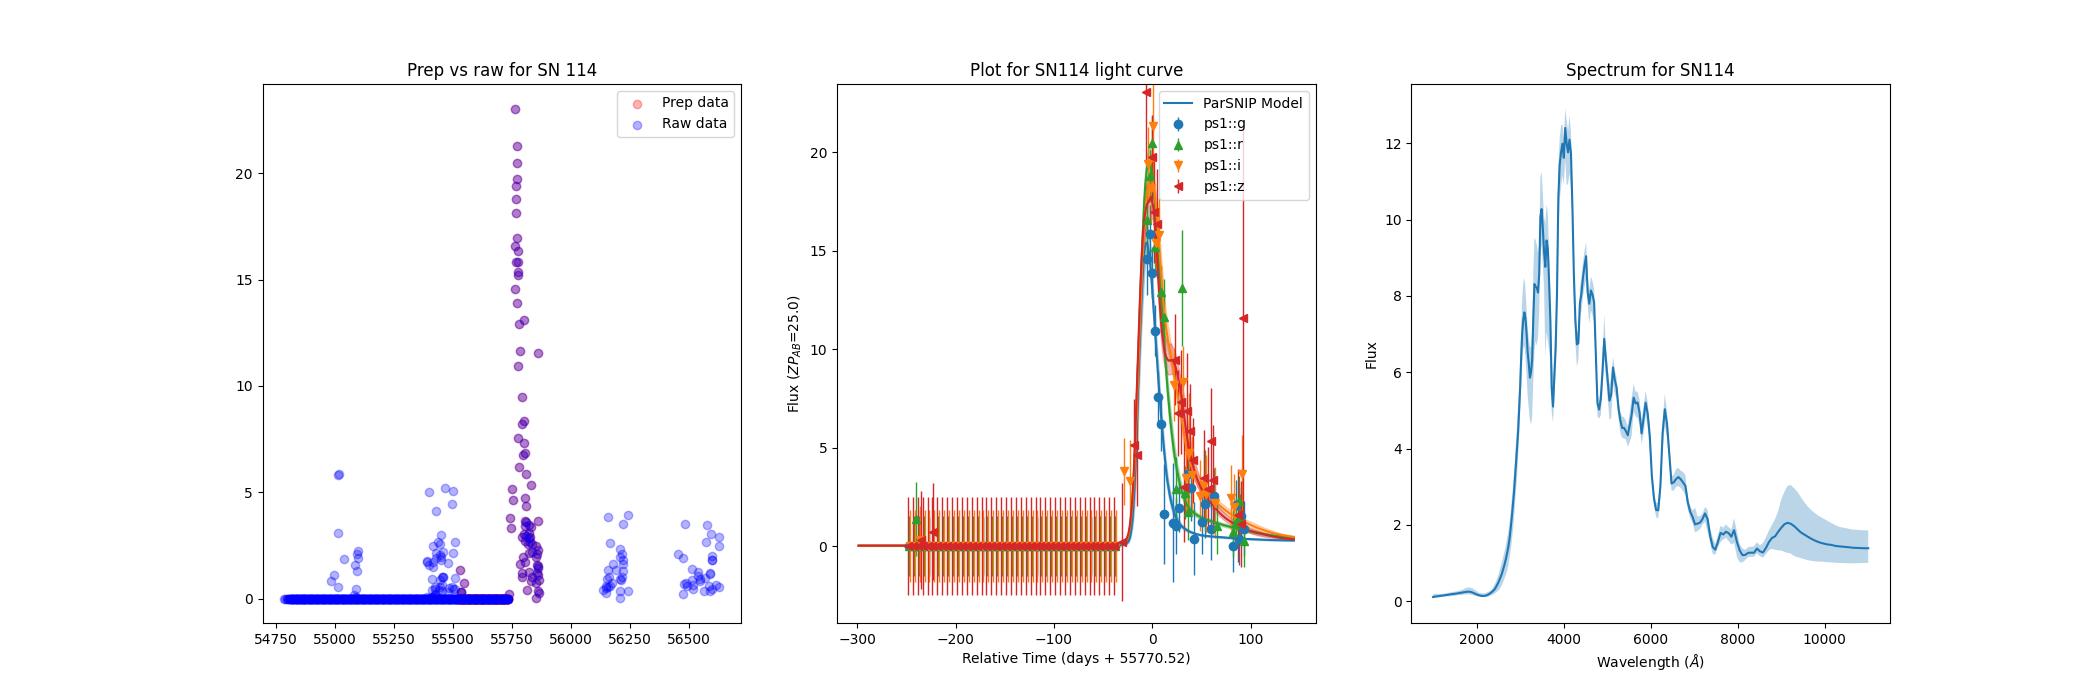 Prep vs raw for SN 114
Prep data
Raw data
20
15
10
5
0
54750 55000 55250 55500 55750 56000 56250 56500
Plot for SN114 light curve
ParSNIP Model
ps1::g
ps1::r
ps1::i
ps1::z
Flux (ZP_AB=25.0)
20
15
10
5
0
−300 −200 −100 0 100
Relative Time (days + 55770.52)
Spectrum for SN114
Flux
12
10
8
6
4
2
0
2000 4000 6000 8000 10000
Wavelength (Å)